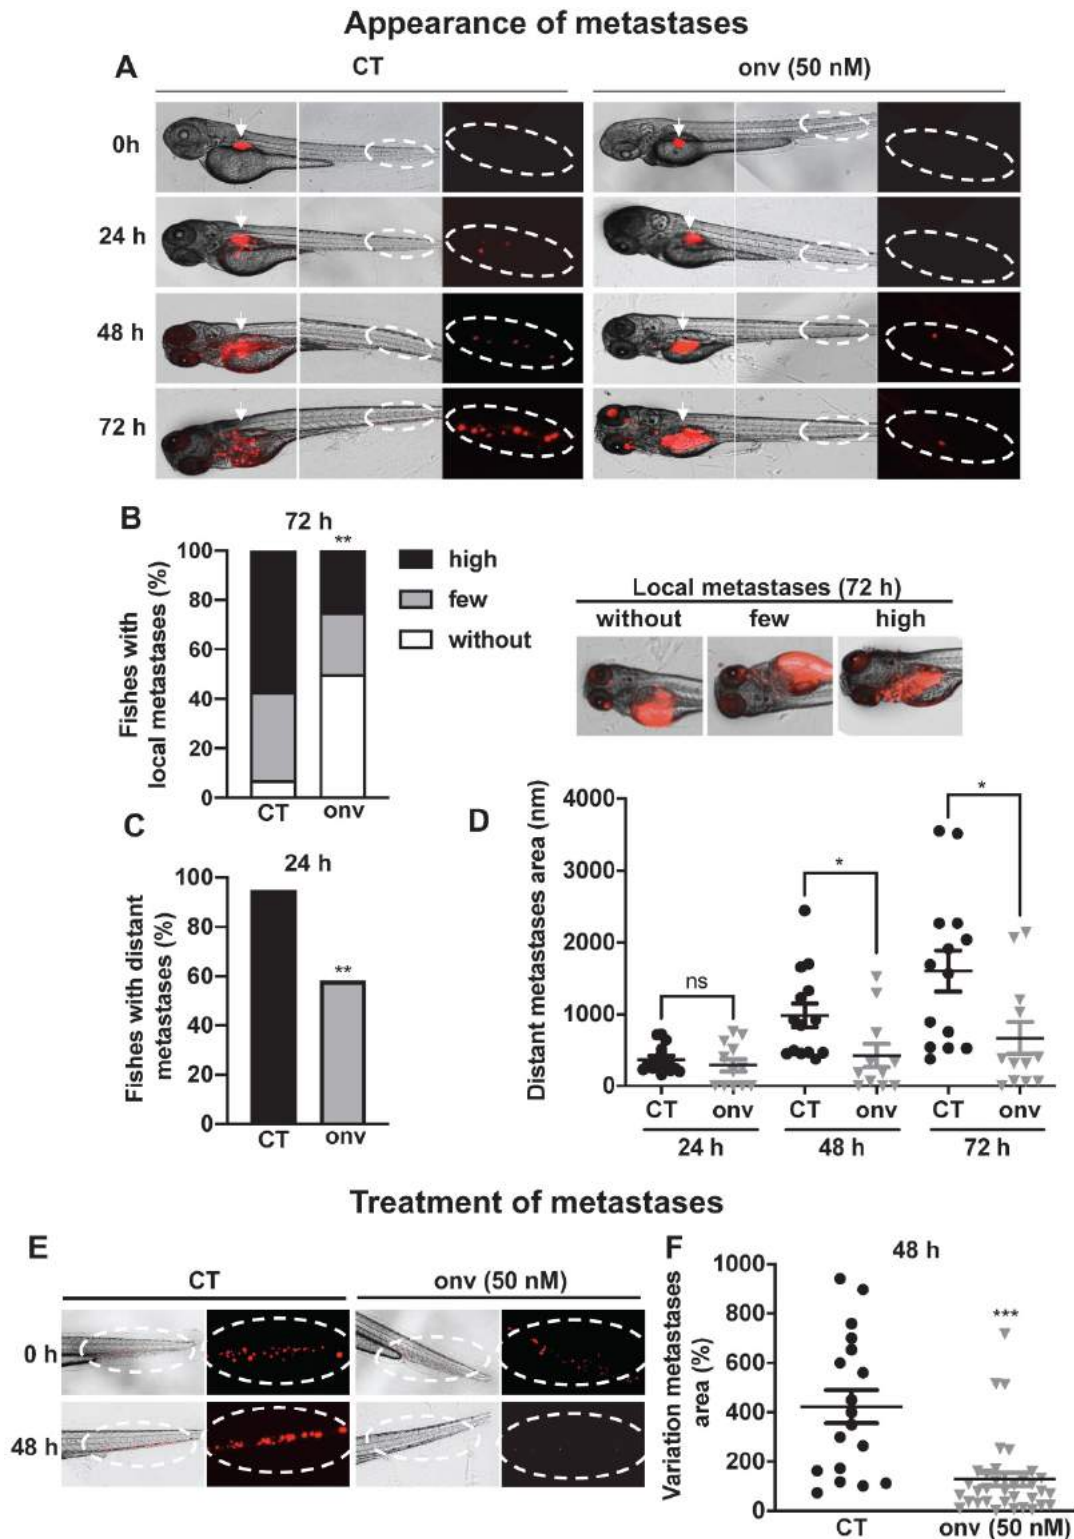 Appearance of metastases
A
CT
onv (50 nM)
0h
24 h
48 h
72 h
B
72 h
**
Fishes with
local metastases (%)
100
80
60
40
20
0
CT
onv
high
few
without
Local metastases (72 h)
without
few
high
C
24 h
**
Fishes with distant
metastases (%)
100
80
60
40
20
0
CT
onv
D
Distant metastases area (nm)
4000
3000
2000
1000
0
ns
*
*
CT
onv
CT
onv
CT
onv
24 h
48 h
72 h
Treatment of metastases
E
CT
onv (50 nM)
0 h
48 h
F
48 h
***
Variation metastases
area (%)
1000
800
600
400
200
0
CT
onv (50 nM)